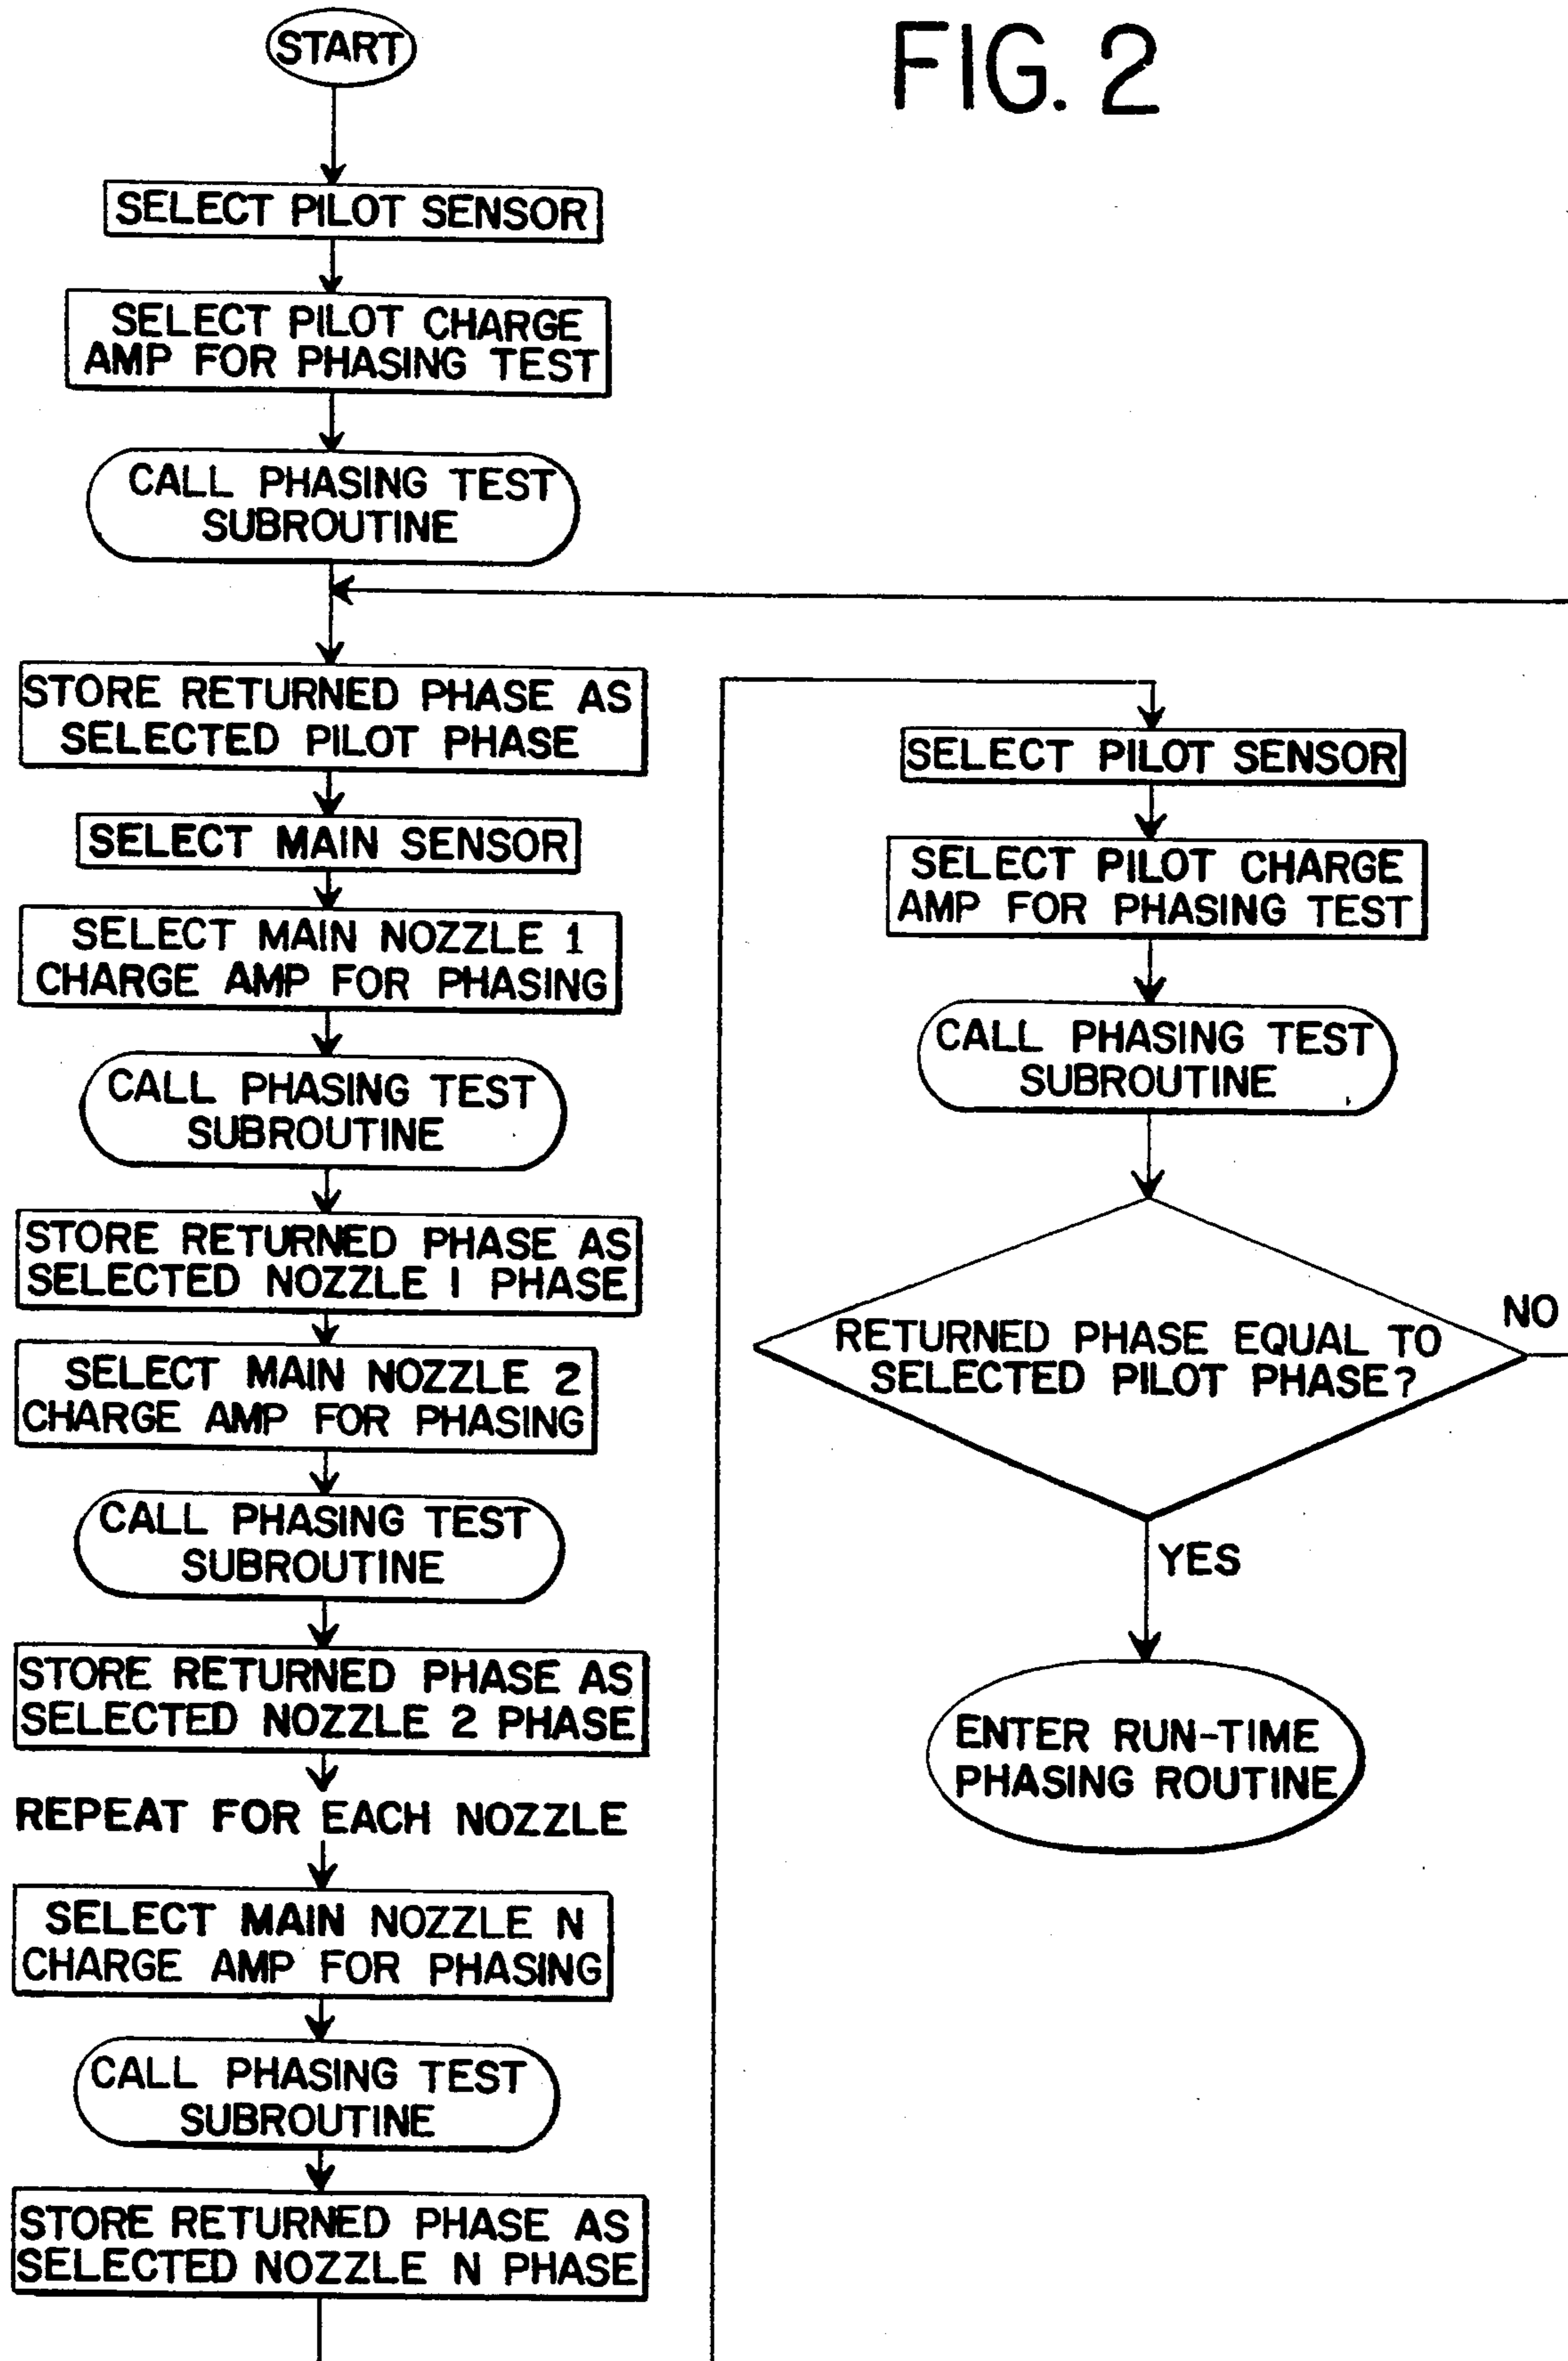 FIG. 2
START
SELECT PILOT SENSOR
SELECT PILOT CHARGE
AMP FOR PHASING TEST
CALL PHASING TEST
SUBROUTINE
STORE RETURNED PHASE AS
SELECTED PILOT PHASE
SELECT MAIN SENSOR
SELECT MAIN NOZZLE 1
CHARGE AMP FOR PHASING
CALL PHASING TEST
SUBROUTINE
STORE RETURNED PHASE AS
SELECTED NOZZLE 1 PHASE
SELECT MAIN NOZZLE 2
CHARGE AMP FOR PHASING
CALL PHASING TEST
SUBROUTINE
STORE RETURNED PHASE AS
SELECTED NOZZLE 2 PHASE
REPEAT FOR EACH NOZZLE
SELECT MAIN NOZZLE N
CHARGE AMP FOR PHASING
CALL PHASING TEST
SUBROUTINE
STORE RETURNED PHASE AS
SELECTED NOZZLE N PHASE
SELECT PILOT SENSOR
SELECT PILOT CHARGE
AMP FOR PHASING TEST
CALL PHASING TEST
SUBROUTINE
RETURNED PHASE EQUAL TO
SELECTED PILOT PHASE?
NO
YES
ENTER RUN-TIME
PHASING ROUTINE